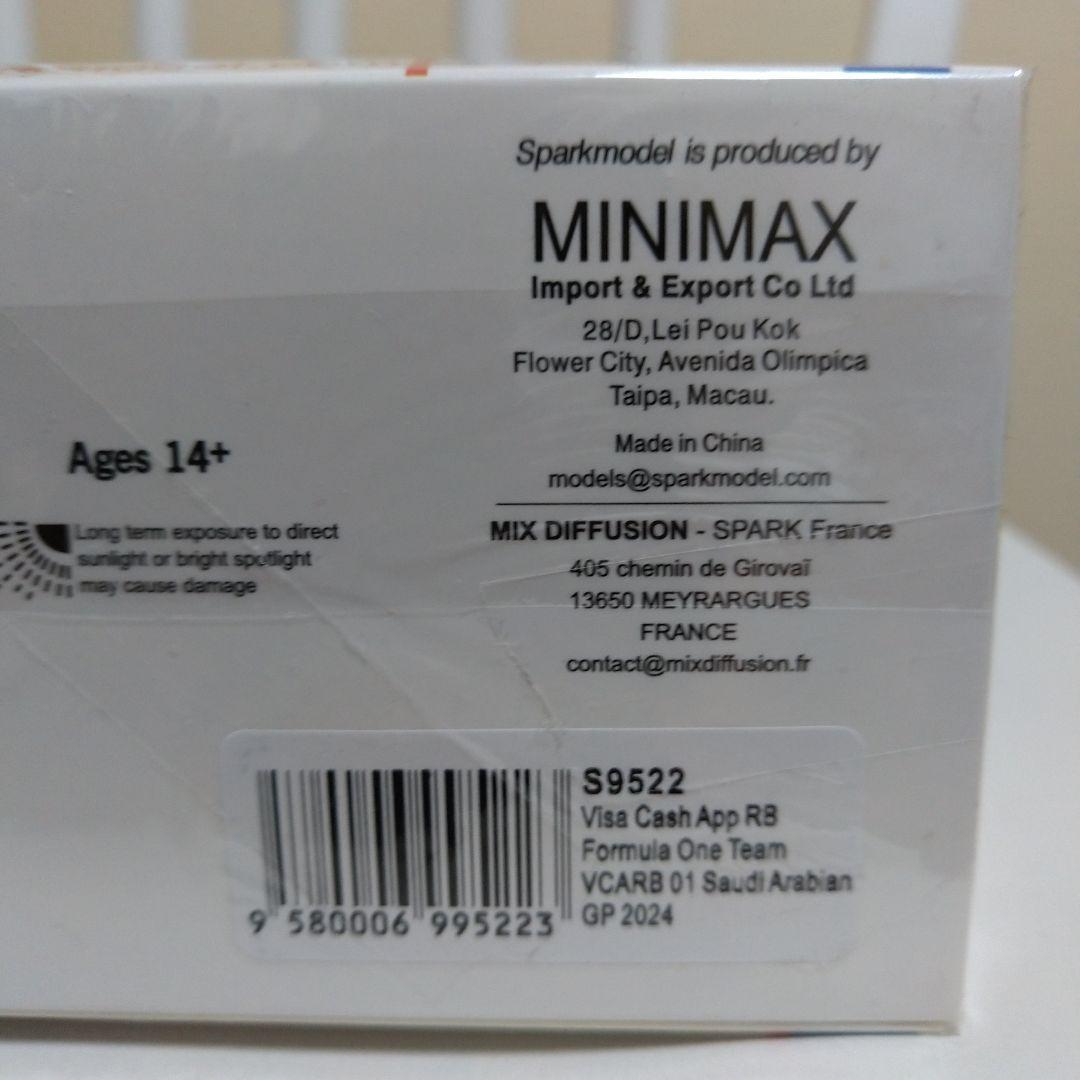 Sparkmodel is produced by
MINIMAX
Import & Export Co Ltd
28/D,Lei Pou Kok
Flower City, Avenida Olimpica
Taipa, Macau.
Made in China
models@sparkmodel.com
Ages 14+
Long term exposure to direct
sunlight or bright spotlight
may cause damage
MIX DIFFUSION - SPARK France
405 chemin de Girovaï
13650 MEYRARGUES
FRANCE
contact@mixdiffusion.fr
S9522
Visa Cash App RB
Formula One Team
VCARB 01 Saudi Arabian
GP 2024
9 580006 995223